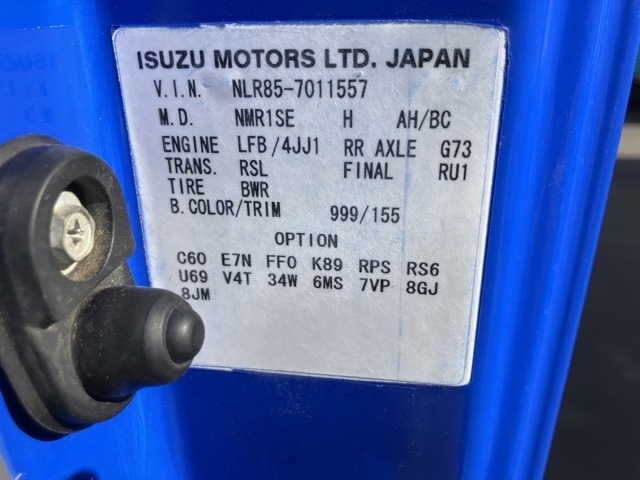 ISUZU MOTORS LTD. JAPAN
V.I.N. NLR85-7011557
M.D. NMR1SE H AH/BC
ENGINE LFB/4JJ1 RR AXLE G73
TRANS. RSL FINAL RU1
TIRE BWR
B.COLOR/TRIM 999/155
OPTION
C60 E7N FF0 K89 RPS RS6
U69 V4T 34W 6MS 7VP 8GJ
8JM